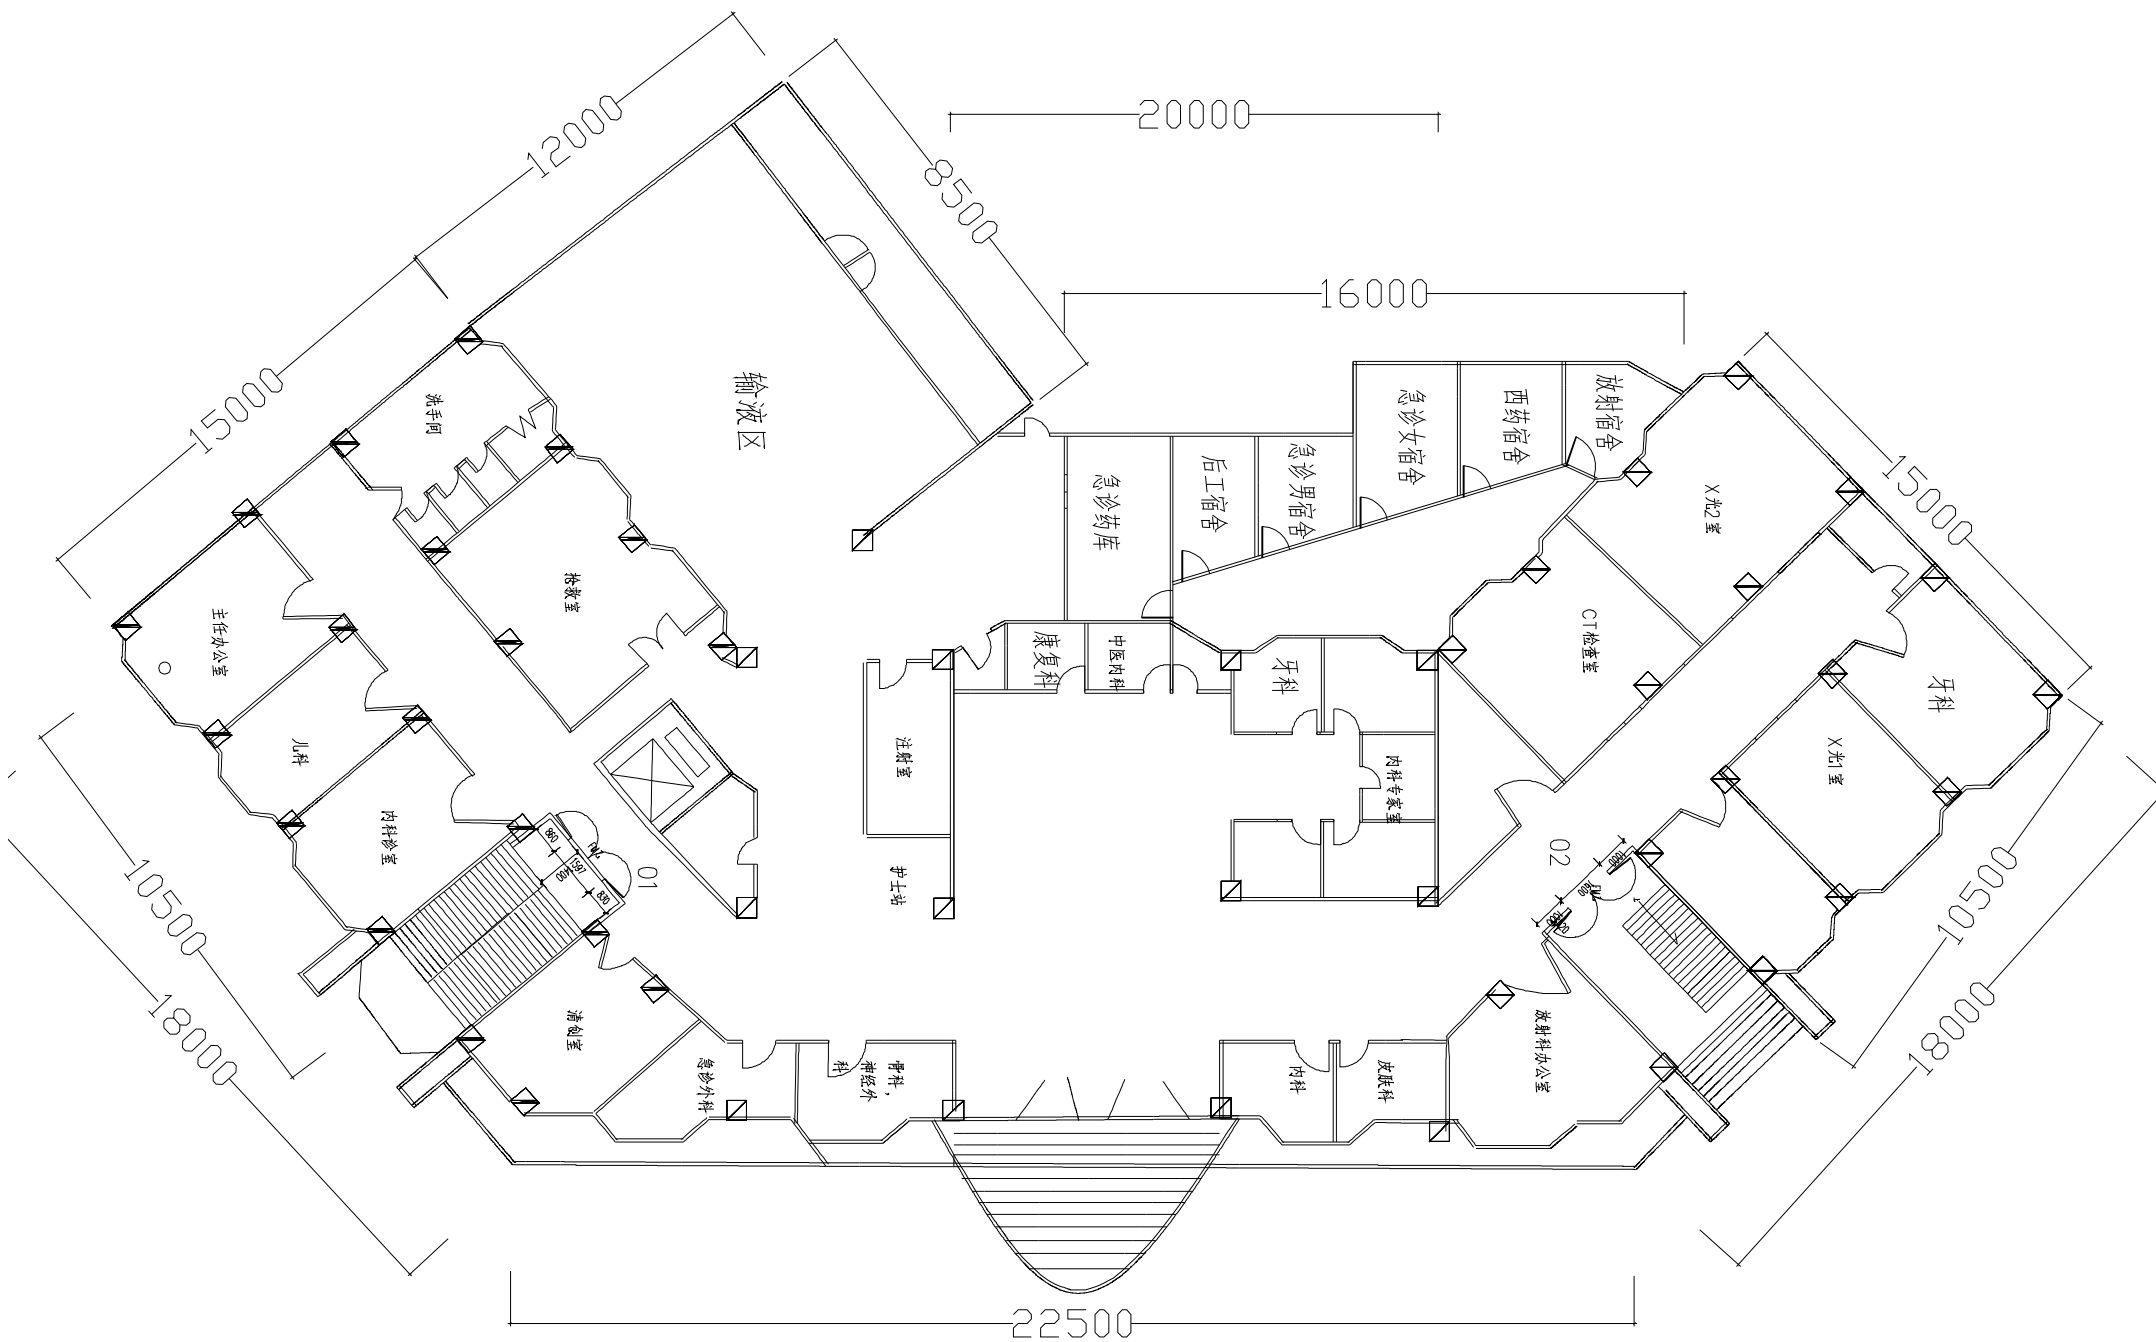 12000
8500
20000
16000
15000
15000
输液区
洗手间
急诊女宿舍
西药宿舍
放射宿舍
急诊药库
后工宿舍
急诊男宿舍
X光2室
抢救室
主任办公室
康复科
中医内科
牙科
CT检查室
牙科
儿科
注射室
内科专家室
X光1室
内科诊室
护士站
860
1597
1400
830
01
02
1000
1600
10500
10500
18000
18000
清创室
急诊外科
骨科，
神经外
科
内科
皮肤科
放射科办公室
22500